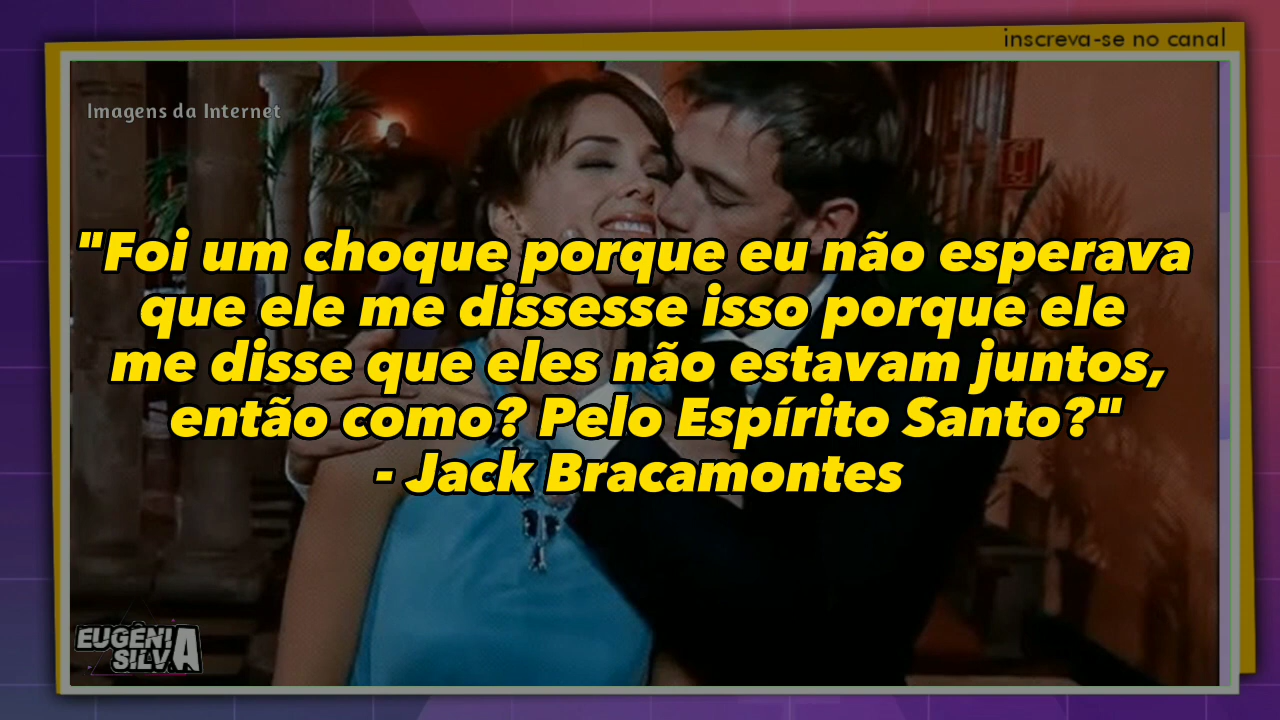 inscreva-se no canal
Imagens da Internet
"Foi um choque porque eu não esperava
que ele me dissesse isso porque ele
me disse que eles não estavam juntos,
então como? Pelo Espírito Santo?"
- Jack Bracamontes
EUGÊNIA
SILVA